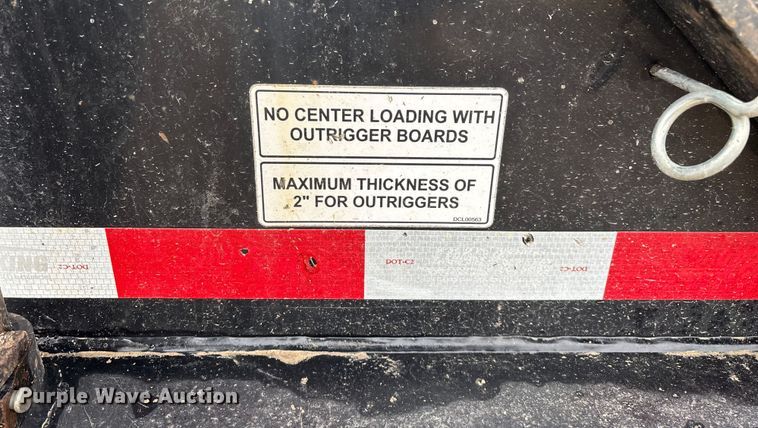 NO CENTER LOADING WITH
OUTRIGGER BOARDS
MAXIMUM THICKNESS OF
2" FOR OUTRIGGERS
DCL00563
DOT-C2
DOT-C2
DOT-C2
Purple Wave Auction